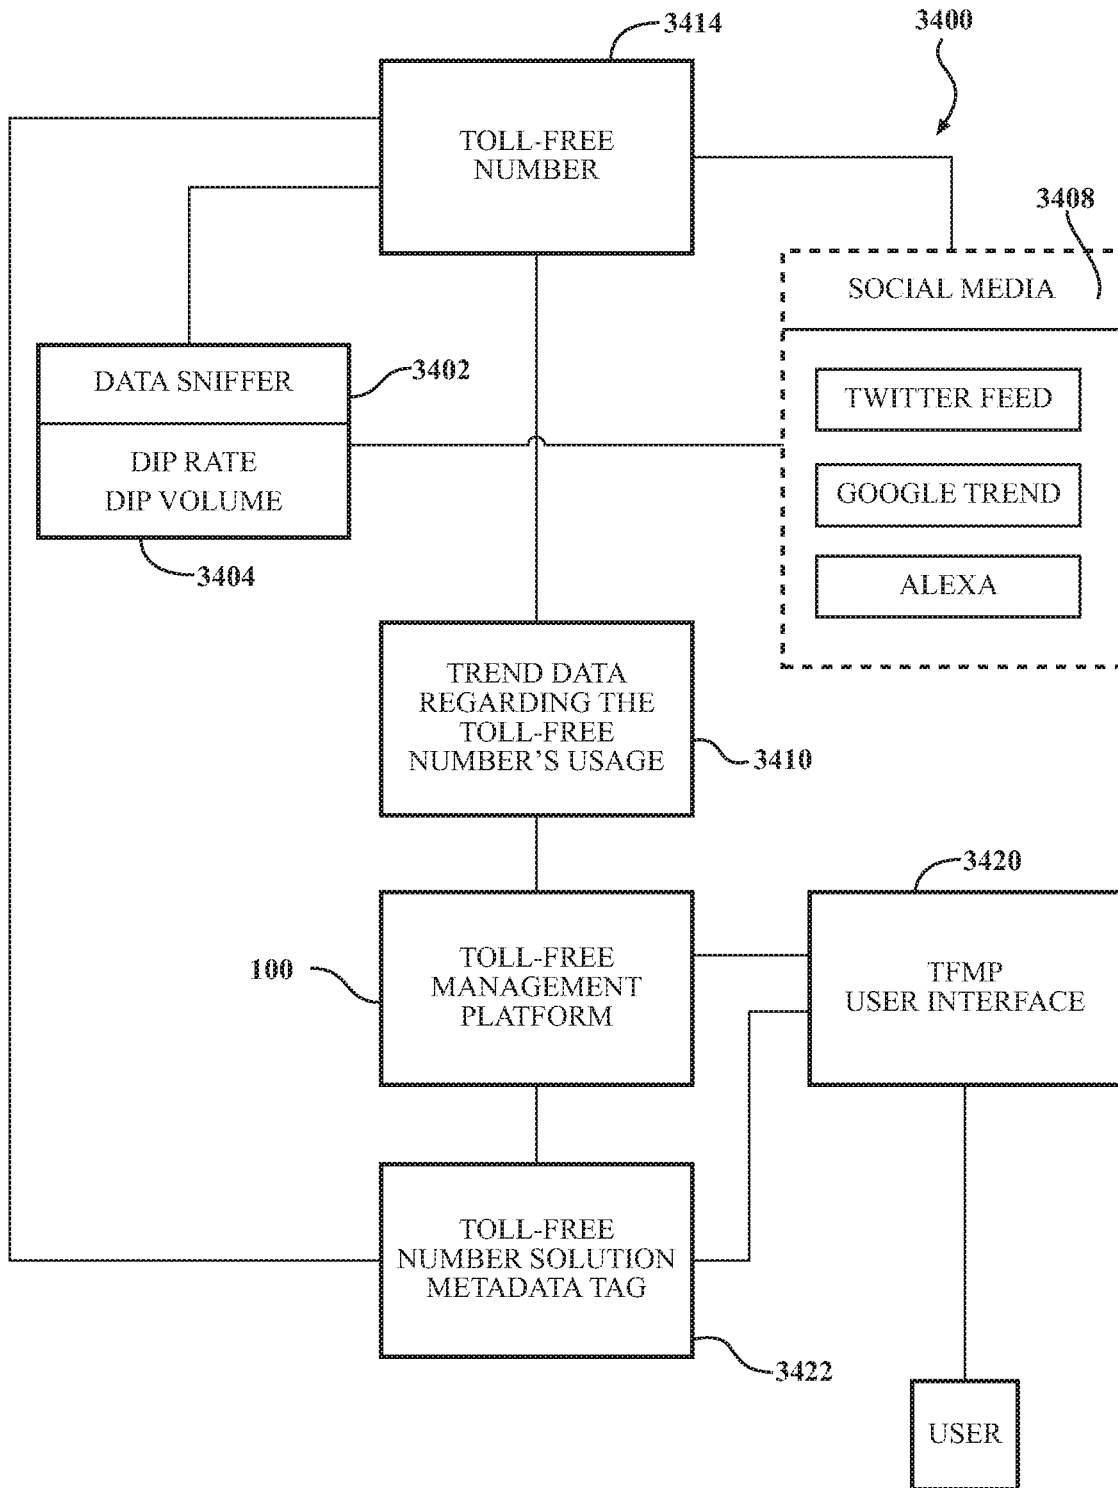 3414
3400
TOLL-FREE
NUMBER
3408
SOCIAL MEDIA
DATA SNIFFER
3402
TWITTER FEED
DIP RATE
DIP VOLUME
GOOGLE TREND
3404
ALEXA
TREND DATA
REGARDING THE
TOLL-FREE
NUMBER'S USAGE
3410
3420
100
TOLL-FREE
MANAGEMENT
PLATFORM
TFMP
USER INTERFACE
TOLL-FREE
NUMBER SOLUTION
METADATA TAG
3422
USER